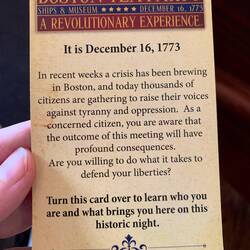 BOSTON TEA PARTY
SHIPS & MUSEUM ★★★★★ DECEMBER 16, 1773
A REVOLUTIONARY EXPERIENCE
It is December 16, 1773
In recent weeks a crisis has been brewing
in Boston, and today thousands of
citizens are gathering to raise their voices
against tyranny and oppression. As a
concerned citizen, you are aware that
the outcome of this meeting will have
profound consequences.
Are you willing to do what it takes to
defend your liberties?
Turn this card over to learn who you
are and what brings you here on this
historic night.